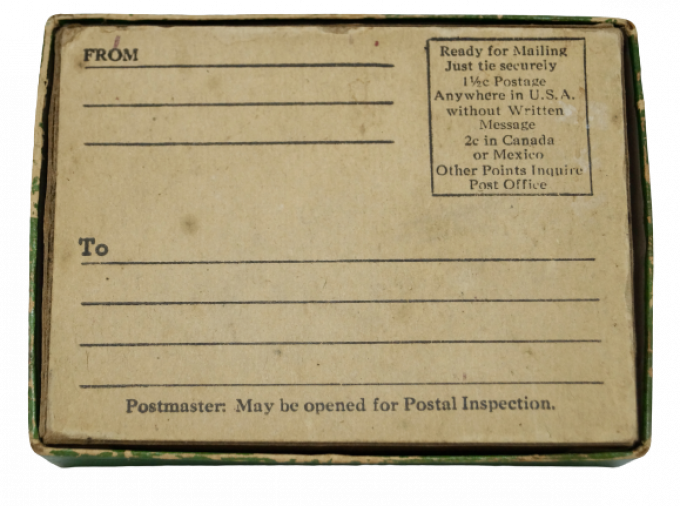 FROM
Ready for Mailing
Just tie securely
1½c Postage
Anywhere in U.S.A.
without Written
Message
2c in Canada
or Mexico
Other Points Inquire
Post Office
To
Postmaster: May be opened for Postal Inspection.